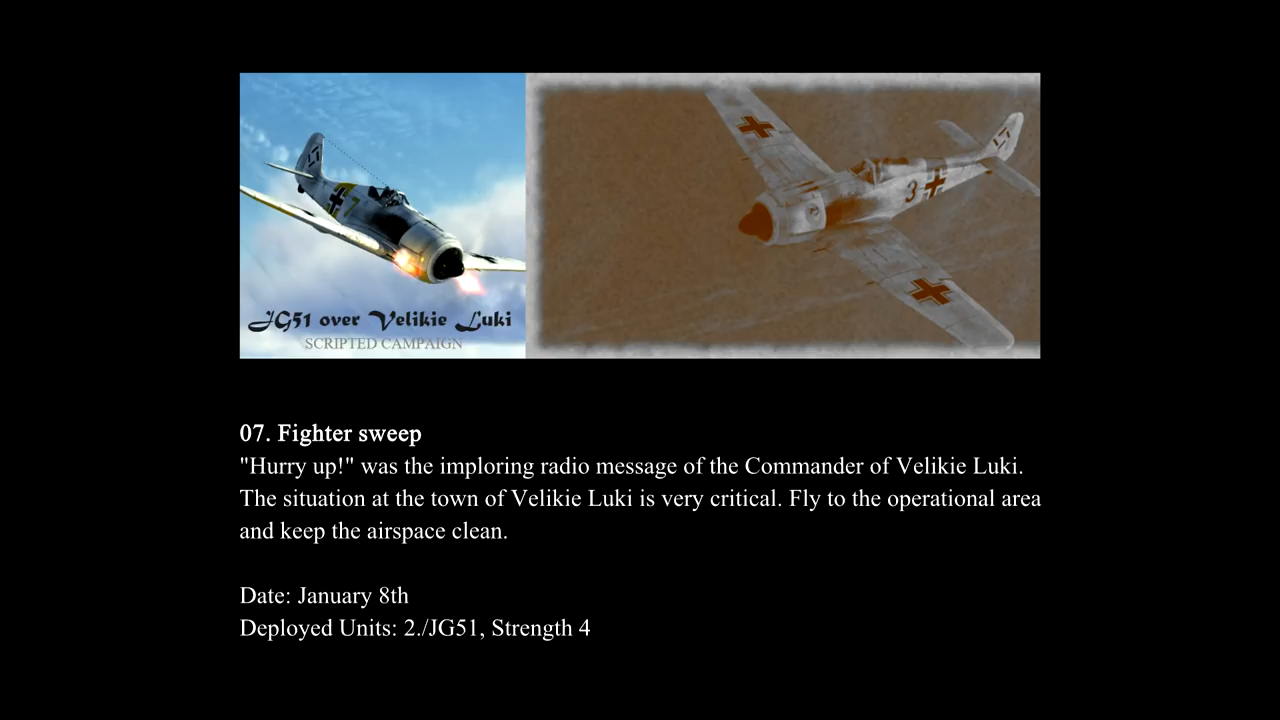 JG51 over Velikie Luki
SCRIPTED CAMPAIGN
7
3
07. Fighter sweep
"Hurry up!" was the imploring radio message of the Commander of Velikie Luki.
The situation at the town of Velikie Luki is very critical. Fly to the operational area
and keep the airspace clean.
Date: January 8th
Deployed Units: 2./JG51, Strength 4